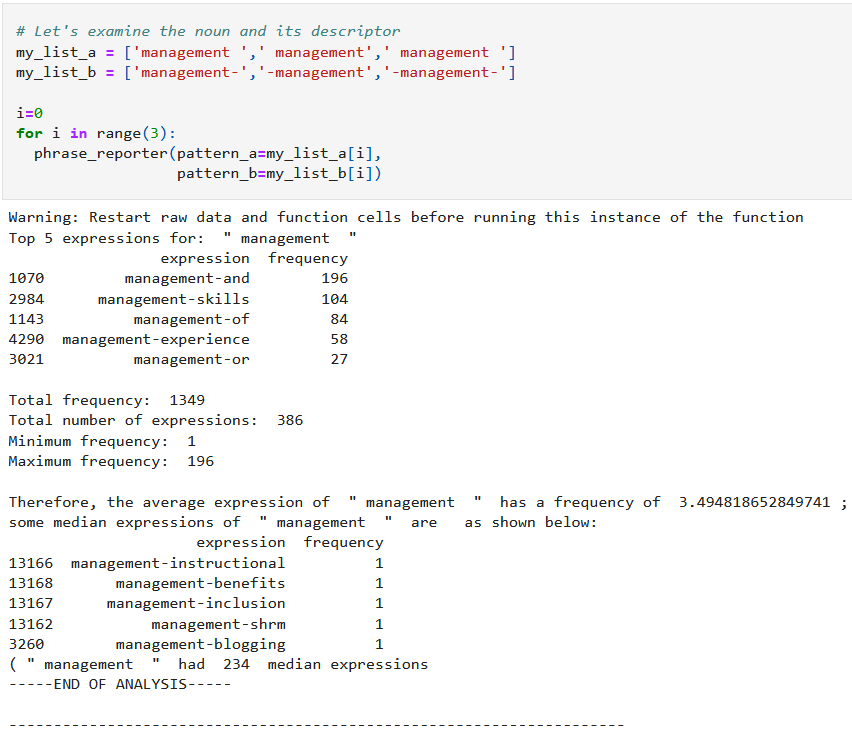 # Let's examine the noun and its descriptor
my_list_a = ['management ',' management',' management ']
my_list_b = ['management-','-management','-management-']
i=0
for i in range(3):
  phrase_reporter(pattern_a=my_list_a[i],
                  pattern_b=my_list_b[i])
Warning: Restart raw data and function cells before running this instance of the function
Top 5 expressions for:  " management  "
                 expression  frequency
1070         management-and        196
2984      management-skills        104
1143          management-of         84
4290  management-experience         58
3021          management-or         27
Total frequency:  1349
Total number of expressions:  386
Minimum frequency:  1
Maximum frequency:  196
Therefore, the average expression of  " management  "  has a frequency of  3.494818652849741 ;
some median expressions of  " management  "  are   as shown below:
                     expression  frequency
13166  management-instructional          1
13168       management-benefits          1
13167      management-inclusion          1
13162           management-shrm          1
3260        management-blogging          1
( " management  "  had  234  median expressions
-----END OF ANALYSIS-----
---------------------------------------------------------------------